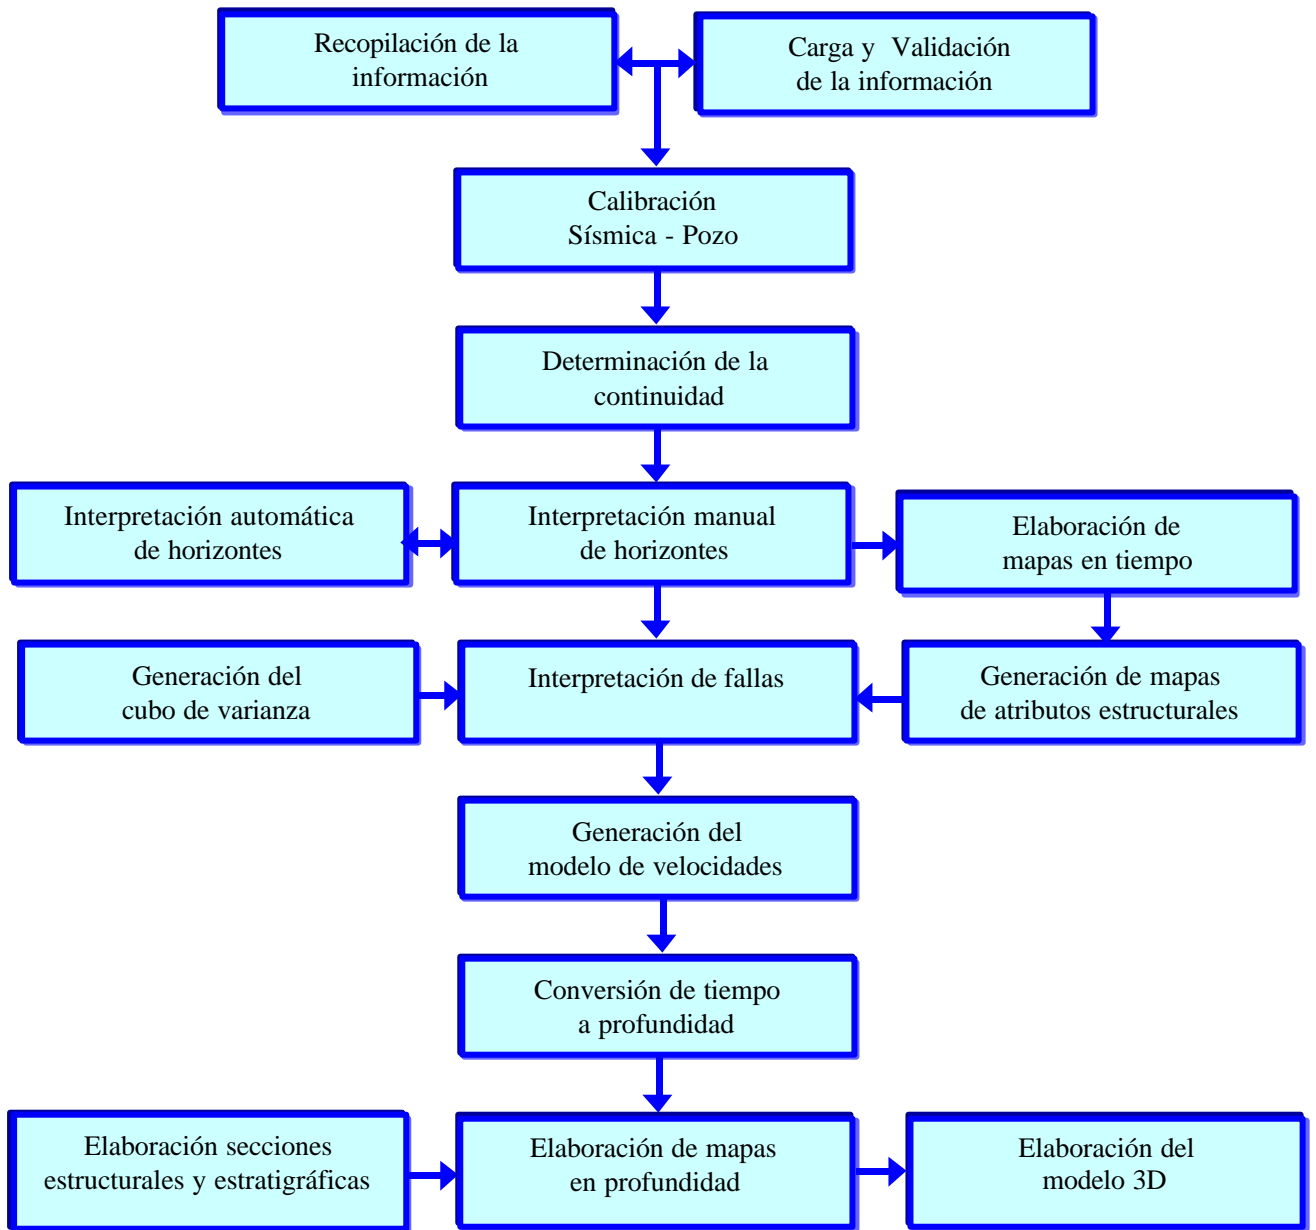 Recopilación de la
información
Carga y Validación
de la información
Calibración
Sísmica - Pozo
Determinación de la
continuidad
Interpretación automática
de horizontes
Interpretación manual
de horizontes
Elaboración de
mapas en tiempo
Generación del
cubo de varianza
Interpretación de fallas
Generación de mapas
de atributos estructurales
Generación del
modelo de velocidades
Conversión de tiempo
a profundidad
Elaboración secciones
estructurales y estratigráficas
Elaboración de mapas
en profundidad
Elaboración del
modelo 3D